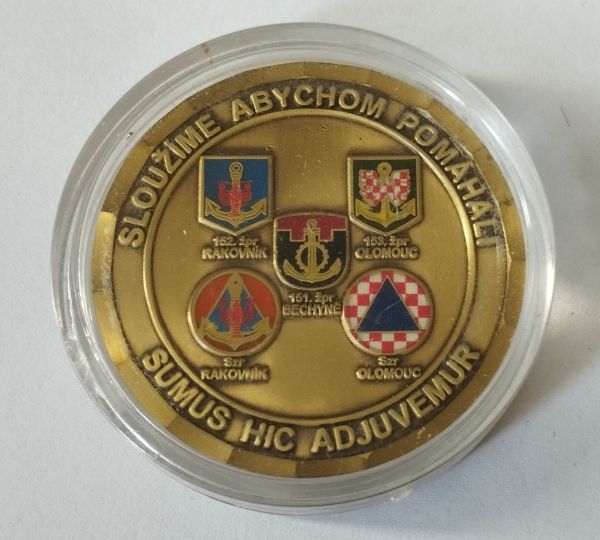 SLOUŽÍME ABYCHOM POMÁHALI
152. žpr
RAKOVNÍK
153. žpr
OLOMOUC
151. žpr
BECHYNĚ
Szr
RAKOVNÍK
Szr
OLOMOUC
SUMUS HIC ADJUVEMUR